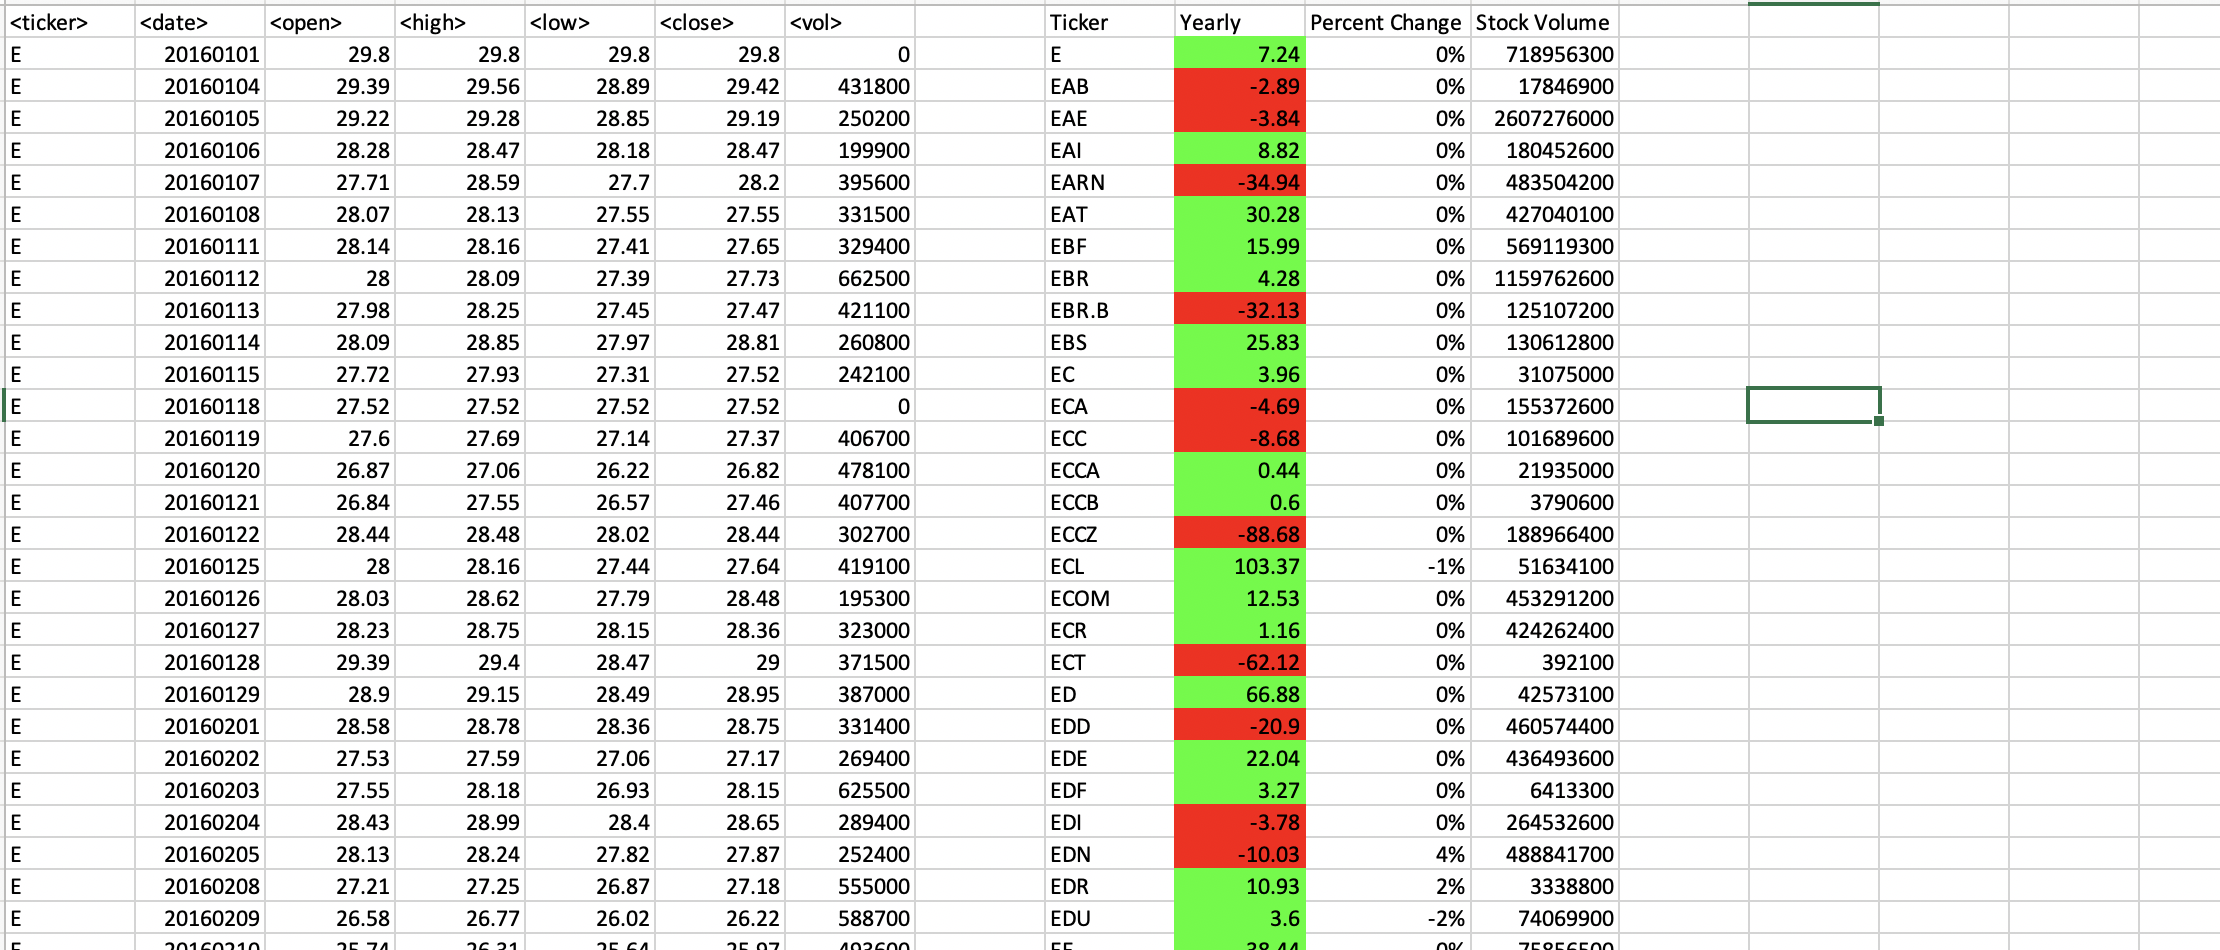 <ticker> <date> <open> <high> <low> <close> <vol> Ticker Yearly Percent Change Stock Volume
E 20160101 29.8 29.8 29.8 29.8 0 E 7.24 0% 718956300
E 20160104 29.39 29.56 28.89 29.42 431800 EAB -2.89 0% 17846900
E 20160105 29.22 29.28 28.85 29.19 250200 EAE -3.84 0% 2607276000
E 20160106 28.28 28.47 28.18 28.47 199900 EAI 8.82 0% 180452600
E 20160107 27.71 28.59 27.7 28.2 395600 EARN -34.94 0% 483504200
E 20160108 28.07 28.13 27.55 27.55 331500 EAT 30.28 0% 427040100
E 20160111 28.14 28.16 27.41 27.65 329400 EBF 15.99 0% 569119300
E 20160112 28 28.09 27.39 27.73 662500 EBR 4.28 0% 1159762600
E 20160113 27.98 28.25 27.45 27.47 421100 EBR.B -32.13 0% 125107200
E 20160114 28.09 28.85 27.97 28.81 260800 EBS 25.83 0% 130612800
E 20160115 27.72 27.93 27.31 27.52 242100 EC 3.96 0% 31075000
E 20160118 27.52 27.52 27.52 27.52 0 ECA -4.69 0% 155372600
E 20160119 27.6 27.69 27.14 27.37 406700 ECC -8.68 0% 101689600
E 20160120 26.87 27.06 26.22 26.82 478100 ECCA 0.44 0% 21935000
E 20160121 26.84 27.55 26.57 27.46 407700 ECCB 0.6 0% 3790600
E 20160122 28.44 28.48 28.02 28.44 302700 ECCZ -88.68 0% 188966400
E 20160125 28 28.16 27.44 27.64 419100 ECL 103.37 -1% 51634100
E 20160126 28.03 28.62 27.79 28.48 195300 ECOM 12.53 0% 453291200
E 20160127 28.23 28.75 28.15 28.36 323000 ECR 1.16 0% 424262400
E 20160128 29.39 29.4 28.47 29 371500 ECT -62.12 0% 392100
E 20160129 28.9 29.15 28.49 28.95 387000 ED 66.88 0% 42573100
E 20160201 28.58 28.78 28.36 28.75 331400 EDD -20.9 0% 460574400
E 20160202 27.53 27.59 27.06 27.17 269400 EDE 22.04 0% 436493600
E 20160203 27.55 28.18 26.93 28.15 625500 EDF 3.27 0% 6413300
E 20160204 28.43 28.99 28.4 28.65 289400 EDI -3.78 0% 264532600
E 20160205 28.13 28.24 27.82 27.87 252400 EDN -10.03 4% 488841700
E 20160208 27.21 27.25 26.87 27.18 555000 EDR 10.93 2% 3338800
E 20160209 26.58 26.77 26.02 26.22 588700 EDU 3.6 -2% 74069900